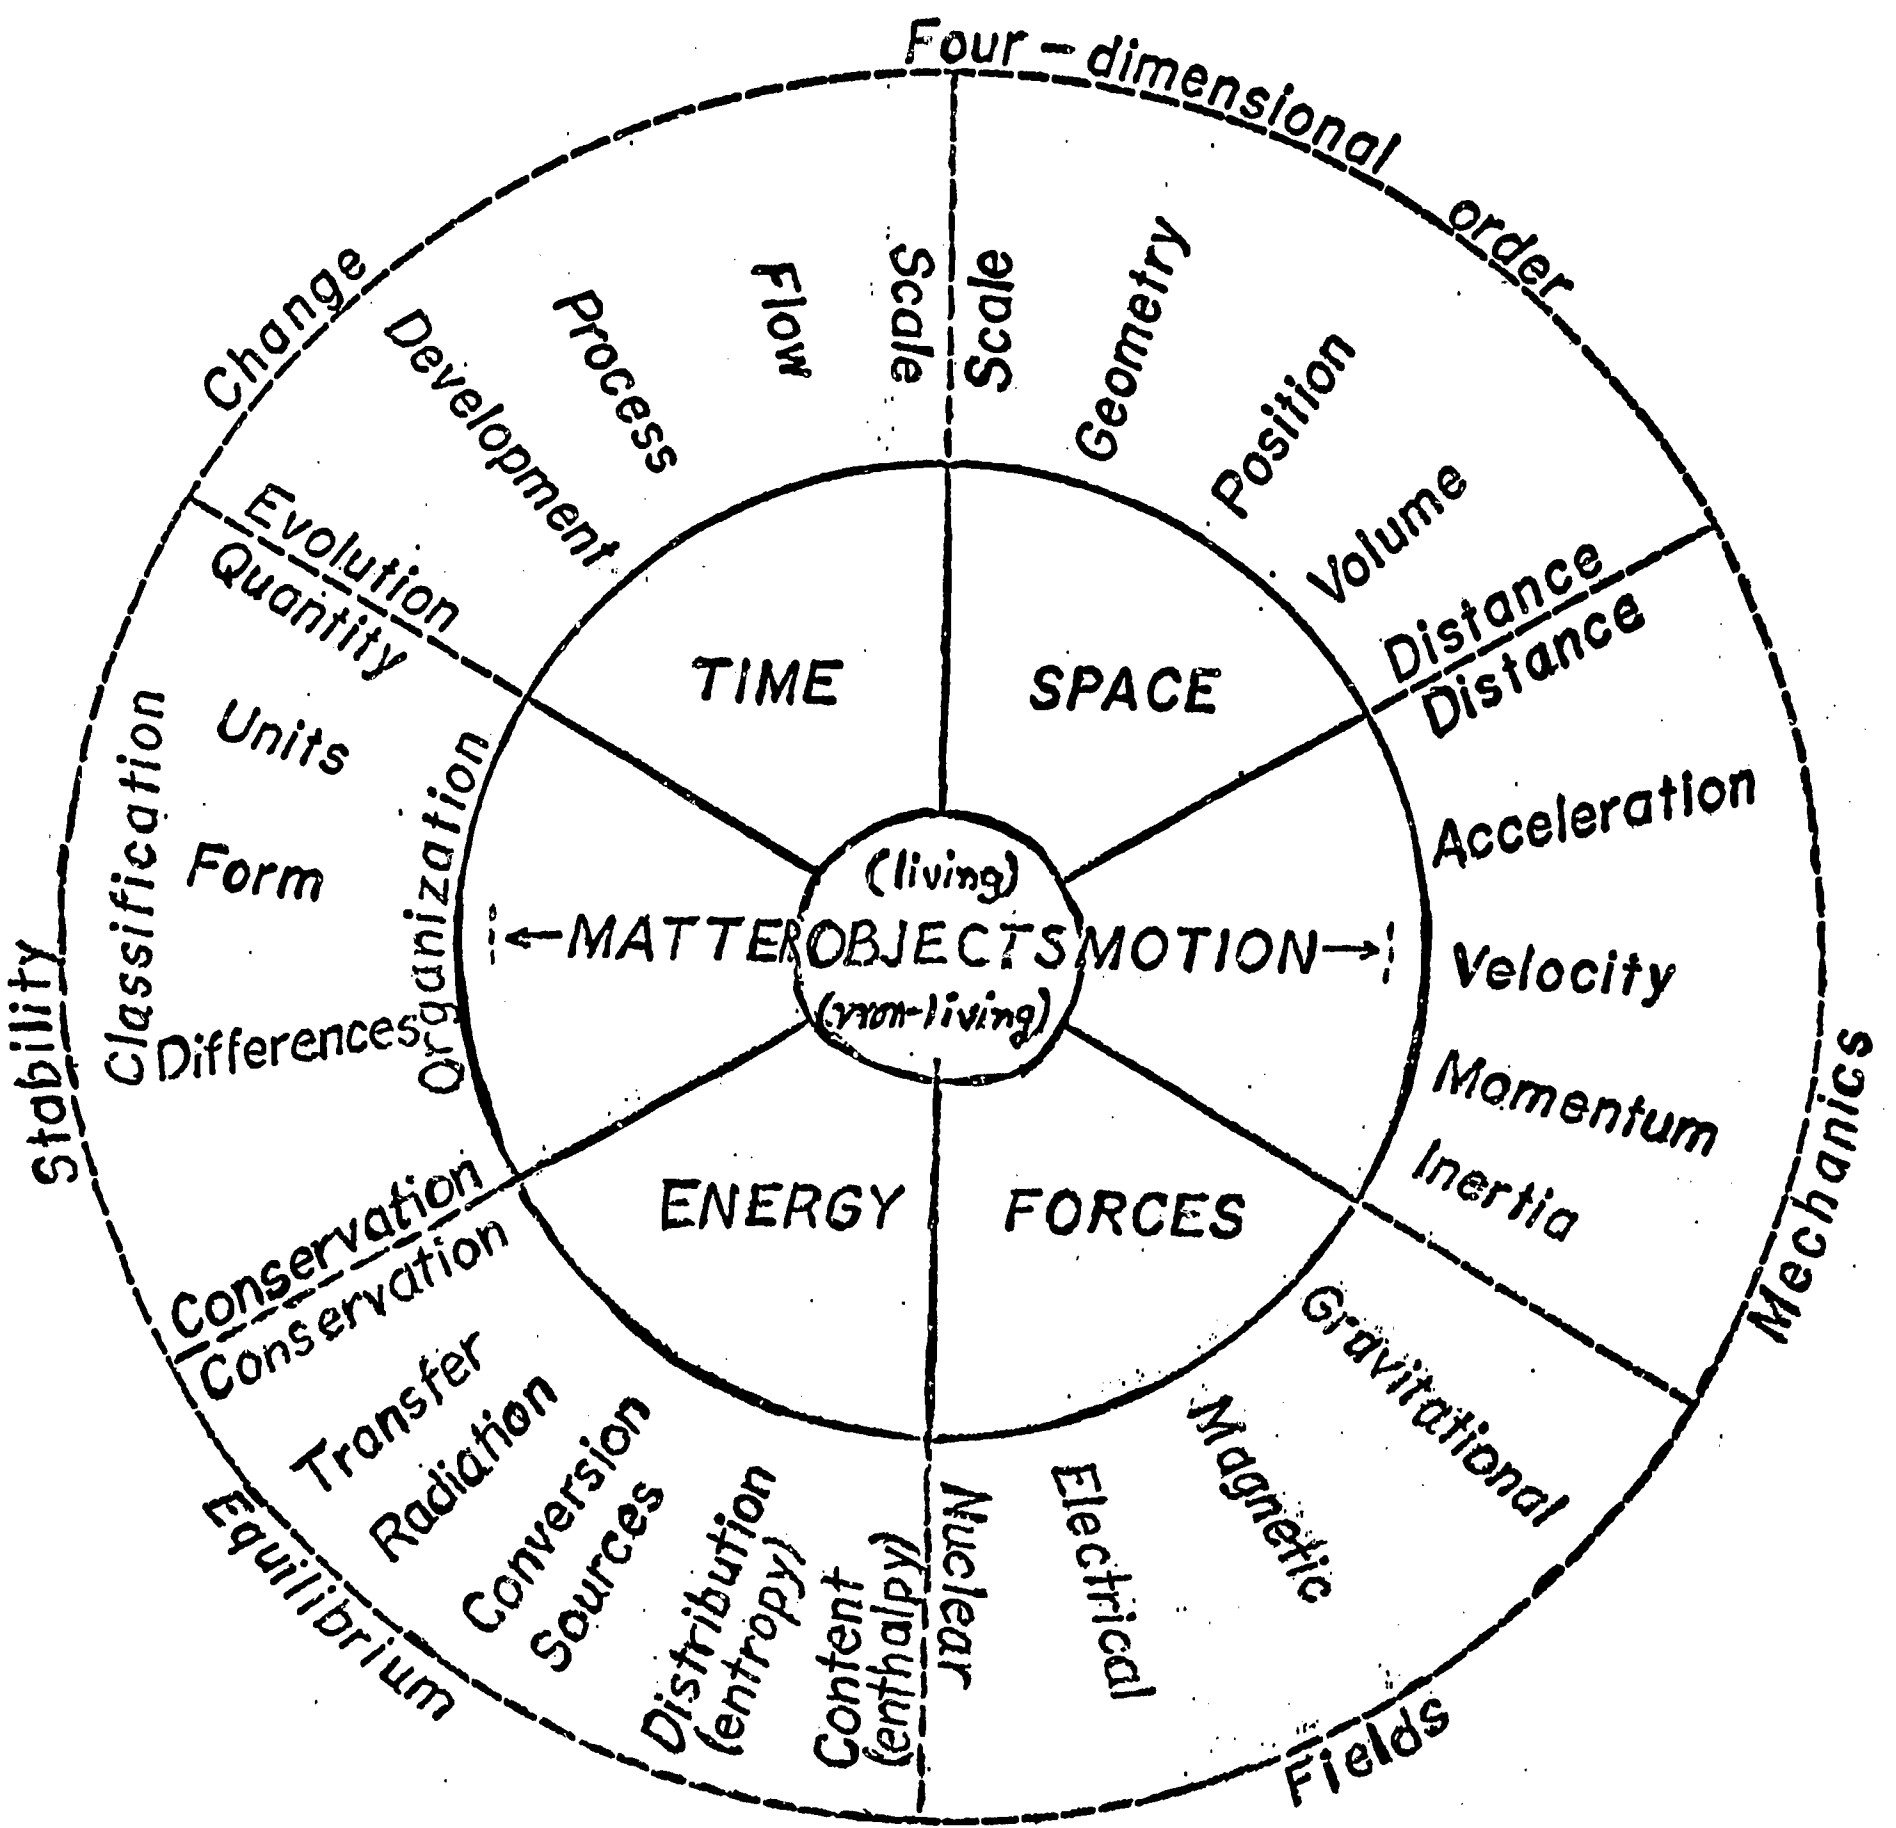 Four-dimensional order
Change
Development
Process
Flow
Scale
Scale
Geometry
Position
Volume
Distance
Distance
Evolution
Quantity
TIME
SPACE
Units
Classification
Organization
Acceleration
Form
(living)
←MATTER OBJECTS MOTION→
(non-living)
Velocity
Stability
Differences
Momentum
Inertia
Mechanics
Conservation
Conservation
ENERGY
FORCES
Transfer
Radiation
Conversion
Sources
Distribution
(entropy)
Content
(enthalpy)
Nuclear
Electrical
Magnetic
Gravitational
Equilibrium
Fields